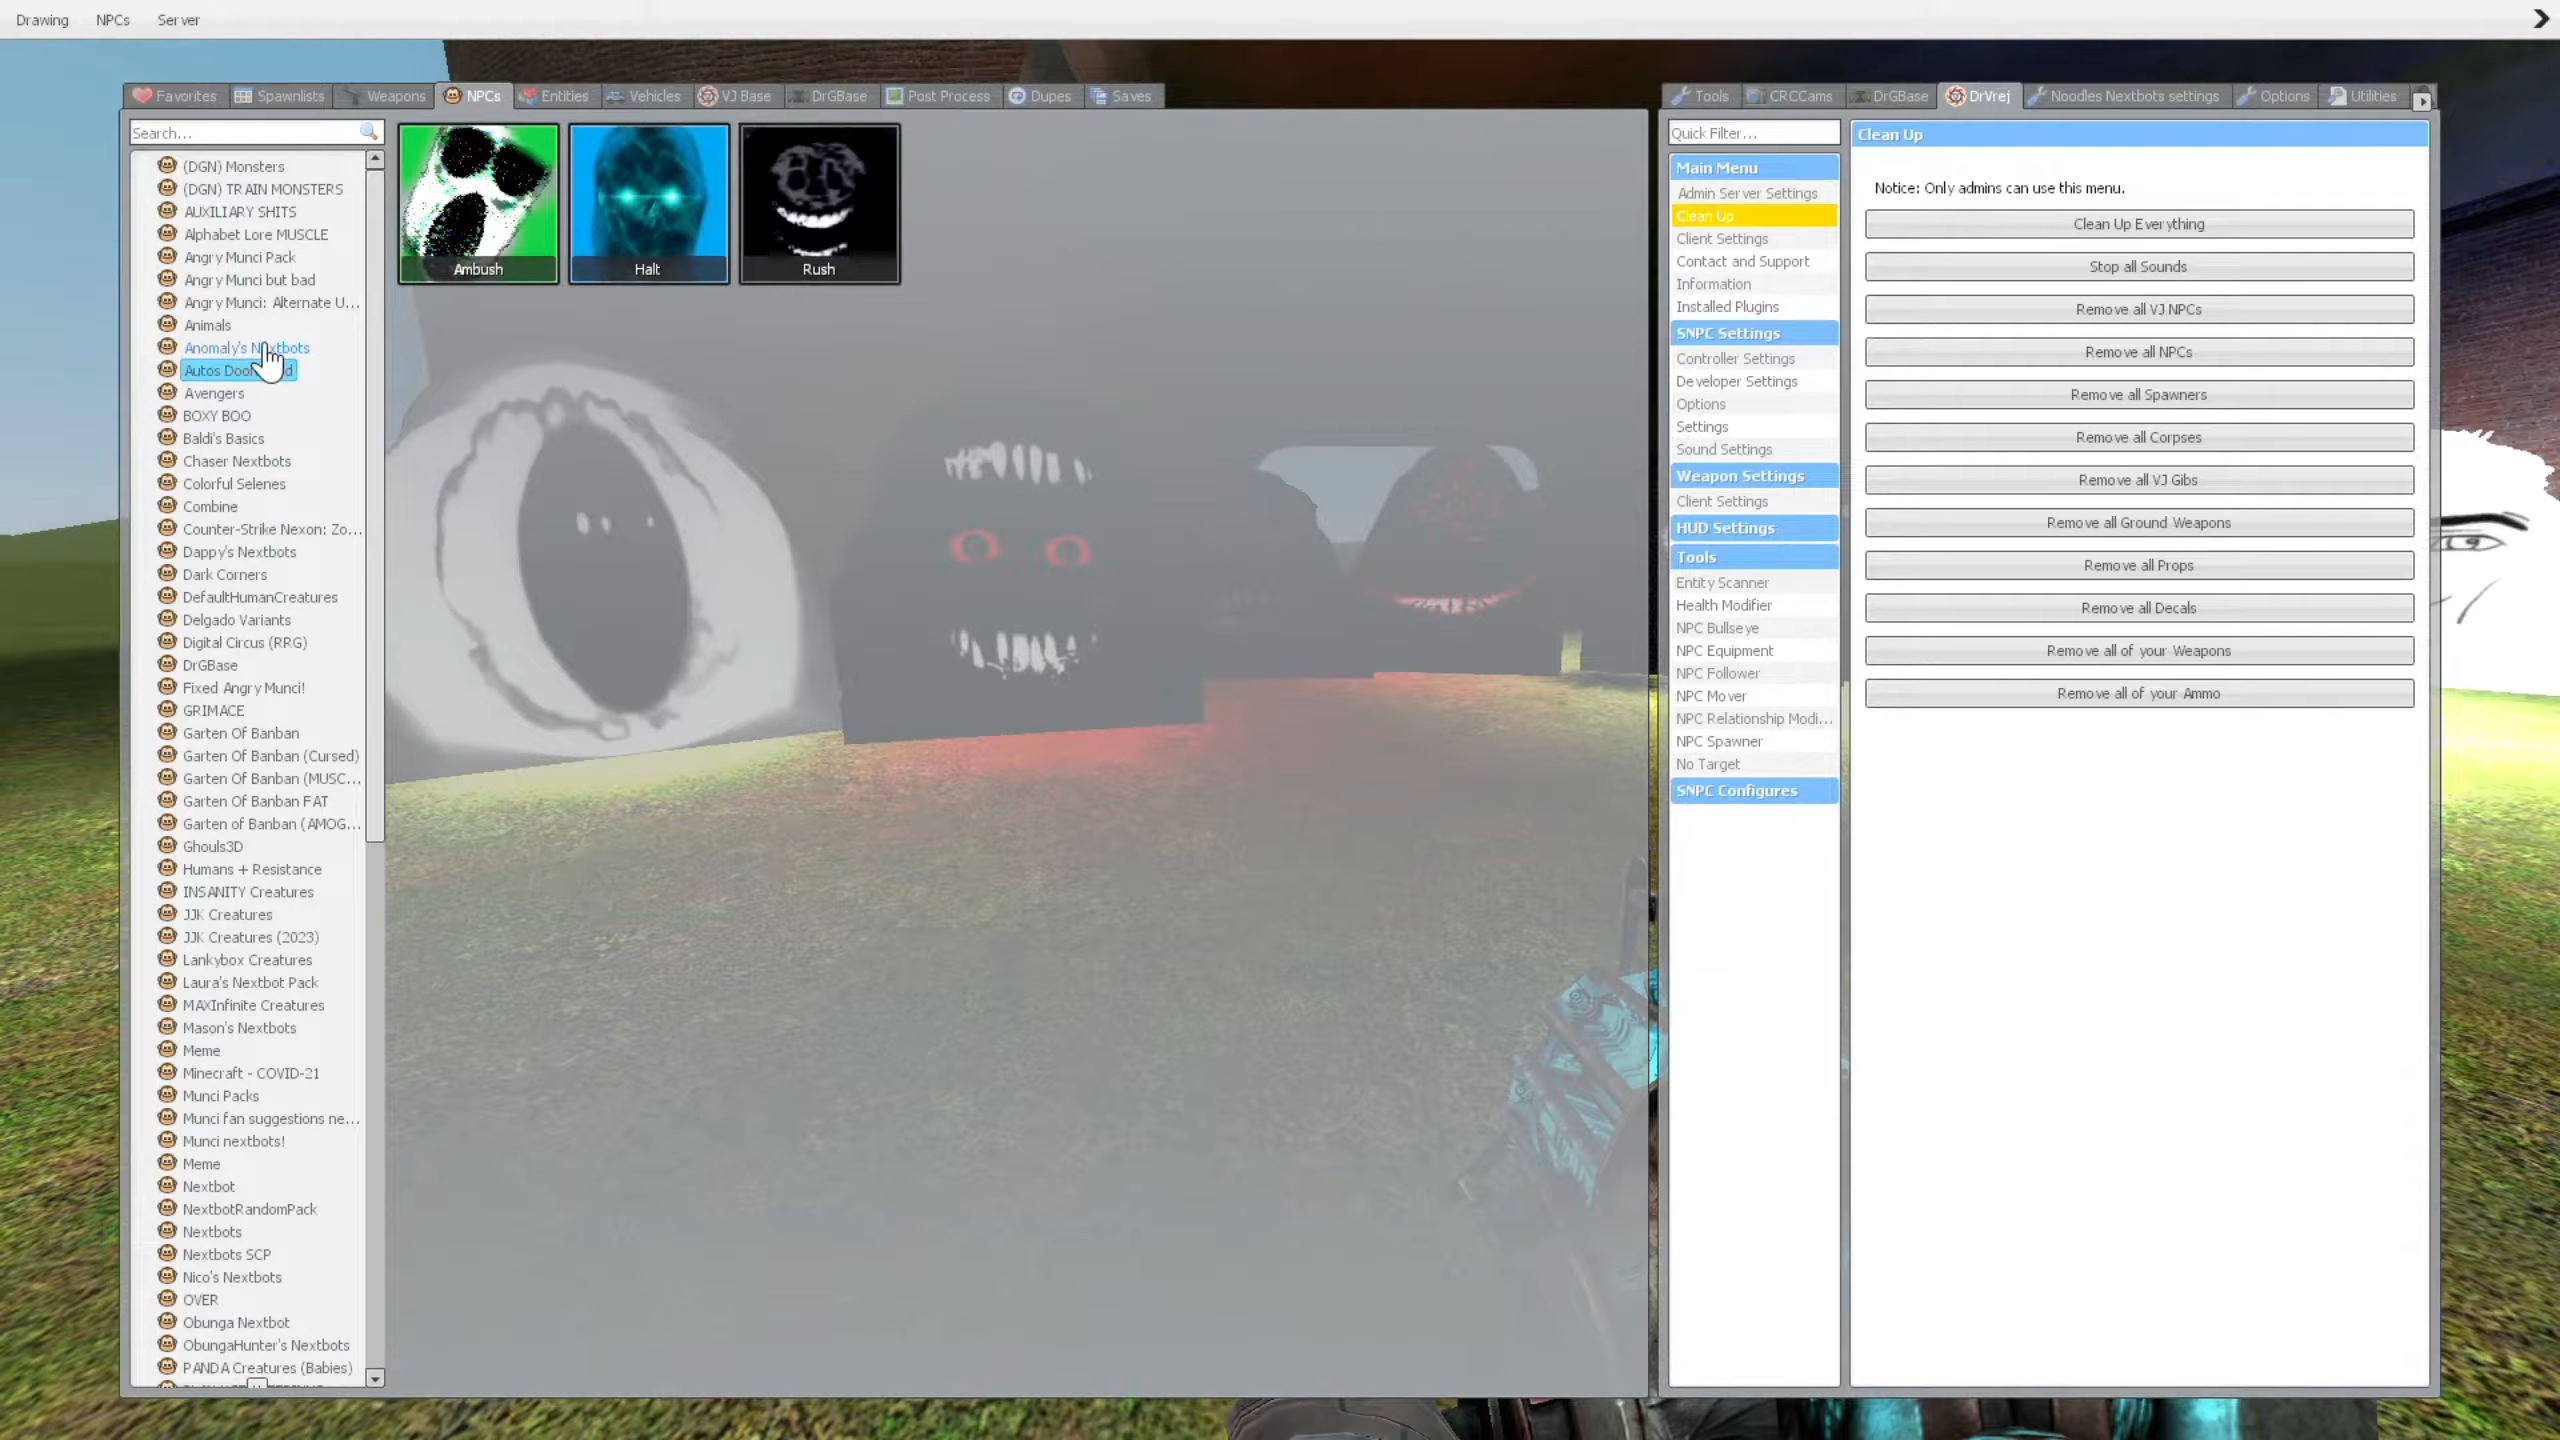 Drawing NPCs Server
Favorites Spawnlists Weapons NPCs Entities Vehicles VJ Base DrGBase Post Process Dupes Saves
Search...
(DGN) Monsters
(DGN) TRAIN MONSTERS
AUXILIARY SHITS
Alphabet Lore MUSCLE
Angry Munci Pack
Angry Munci but bad
Angry Munci: Alternate U...
Animals
Anomaly's Nextbots
Autos
Avengers
BOXY BOO
Baldi's Basics
Chaser Nextbots
Colorful Selenes
Combine
Counter-Strike Nexon: Zo...
Dappy's Nextbots
Dark Corners
DefaultHumanCreatures
Delgado Variants
Digital Circus (RRG)
DrGBase
Fixed Angry Munci!
GRIMACE
Garten Of Banban
Garten Of Banban (Cursed)
Garten Of Banban (MUSC...
Garten Of Banban FAT
Garten of Banban (AMOG...
Ghouls3D
Humans + Resistance
INSANITY Creatures
JJK Creatures
JJK Creatures (2023)
Lankybox Creatures
Laura's Nextbot Pack
MAXInfinite Creatures
Mason's Nextbots
Meme
Minecraft - COVID-21
Munci Packs
Munci fan suggestions ne...
Munci nextbots!
Meme
Nextbot
NextbotRandomPack
Nextbots
Nextbots SCP
Nico's Nextbots
OVER
Obunga Nextbot
ObungaHunter's Nextbots
PANDA Creatures (Babies)
Ambush Halt Rush
Tools CRCCams DrGBase DrVrej Noodles Nextbots settings Options Utilities
Quick Filter...
Main Menu
Admin Server Settings
Clean Up
Client Settings
Contact and Support
Information
Installed Plugins
SNPC Settings
Controller Settings
Developer Settings
Options
Settings
Sound Settings
Weapon Settings
Client Settings
HUD Settings
Tools
Entity Scanner
Health Modifier
NPC Bullseye
NPC Equipment
NPC Follower
NPC Mover
NPC Relationship Modi...
NPC Spawner
No Target
SNPC Configures
Clean Up
Notice: Only admins can use this menu.
Clean Up Everything
Stop all Sounds
Remove all VJ NPCs
Remove all NPCs
Remove all Spawners
Remove all Corpses
Remove all VJ Gibs
Remove all Ground Weapons
Remove all Props
Remove all Decals
Remove all of your Weapons
Remove all of your Ammo